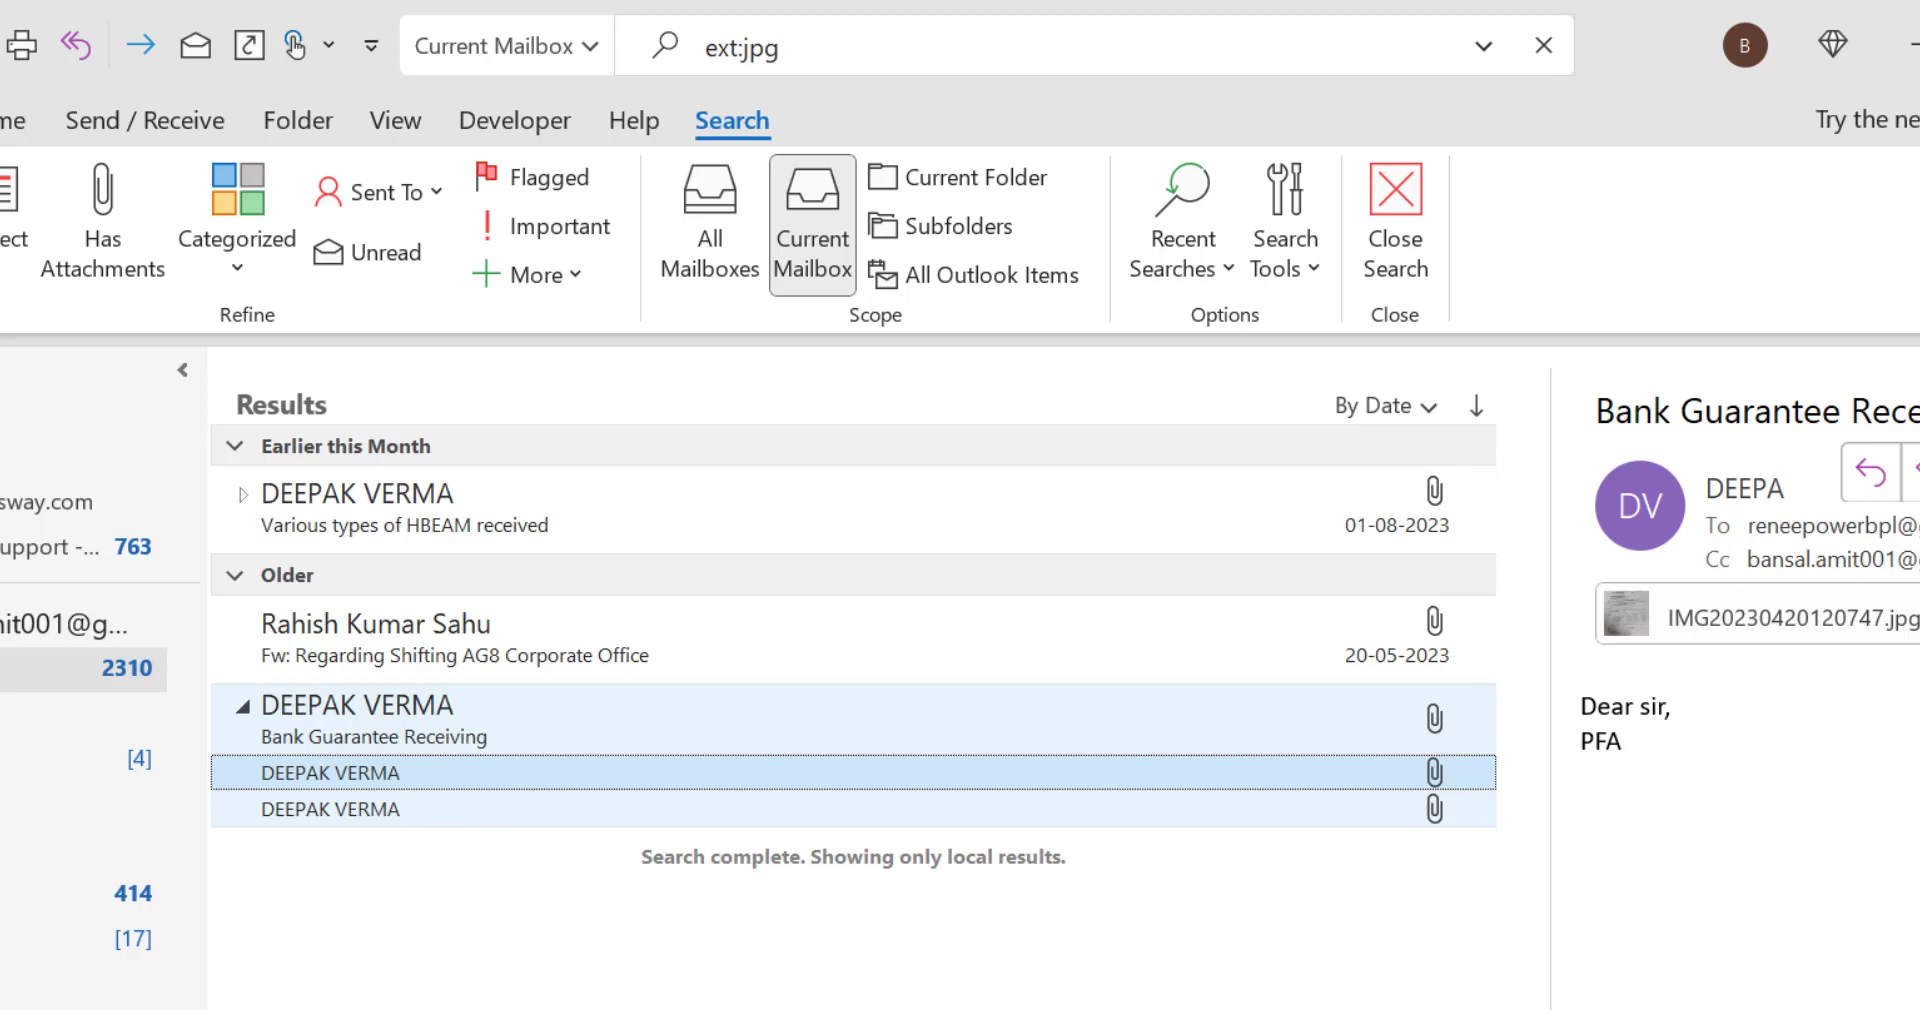 Current Mailbox
ext:jpg
B
me Send / Receive Folder View Developer Help Search
Try the ne
ect
Has Attachments
Categorized
Sent To
Unread
Flagged
Important
More
Refine
All Mailboxes
Current Mailbox
Current Folder
Subfolders
All Outlook Items
Scope
Recent Searches
Search Tools
Options
Close Search
Close
sway.com
upport -... 763
nit001@g...
2310
[4]
414
[17]
Results
By Date
Earlier this Month
DEEPAK VERMA
Various types of HBEAM received 01-08-2023
Older
Rahish Kumar Sahu
Fw: Regarding Shifting AG8 Corporate Office 20-05-2023
DEEPAK VERMA
Bank Guarantee Receiving
DEEPAK VERMA
DEEPAK VERMA
Search complete. Showing only local results.
Bank Guarantee Rece
DV
DEEPA
To reneepowerbpl@g
Cc bansal.amit001@g
IMG20230420120747.jpg
Dear sir,
PFA